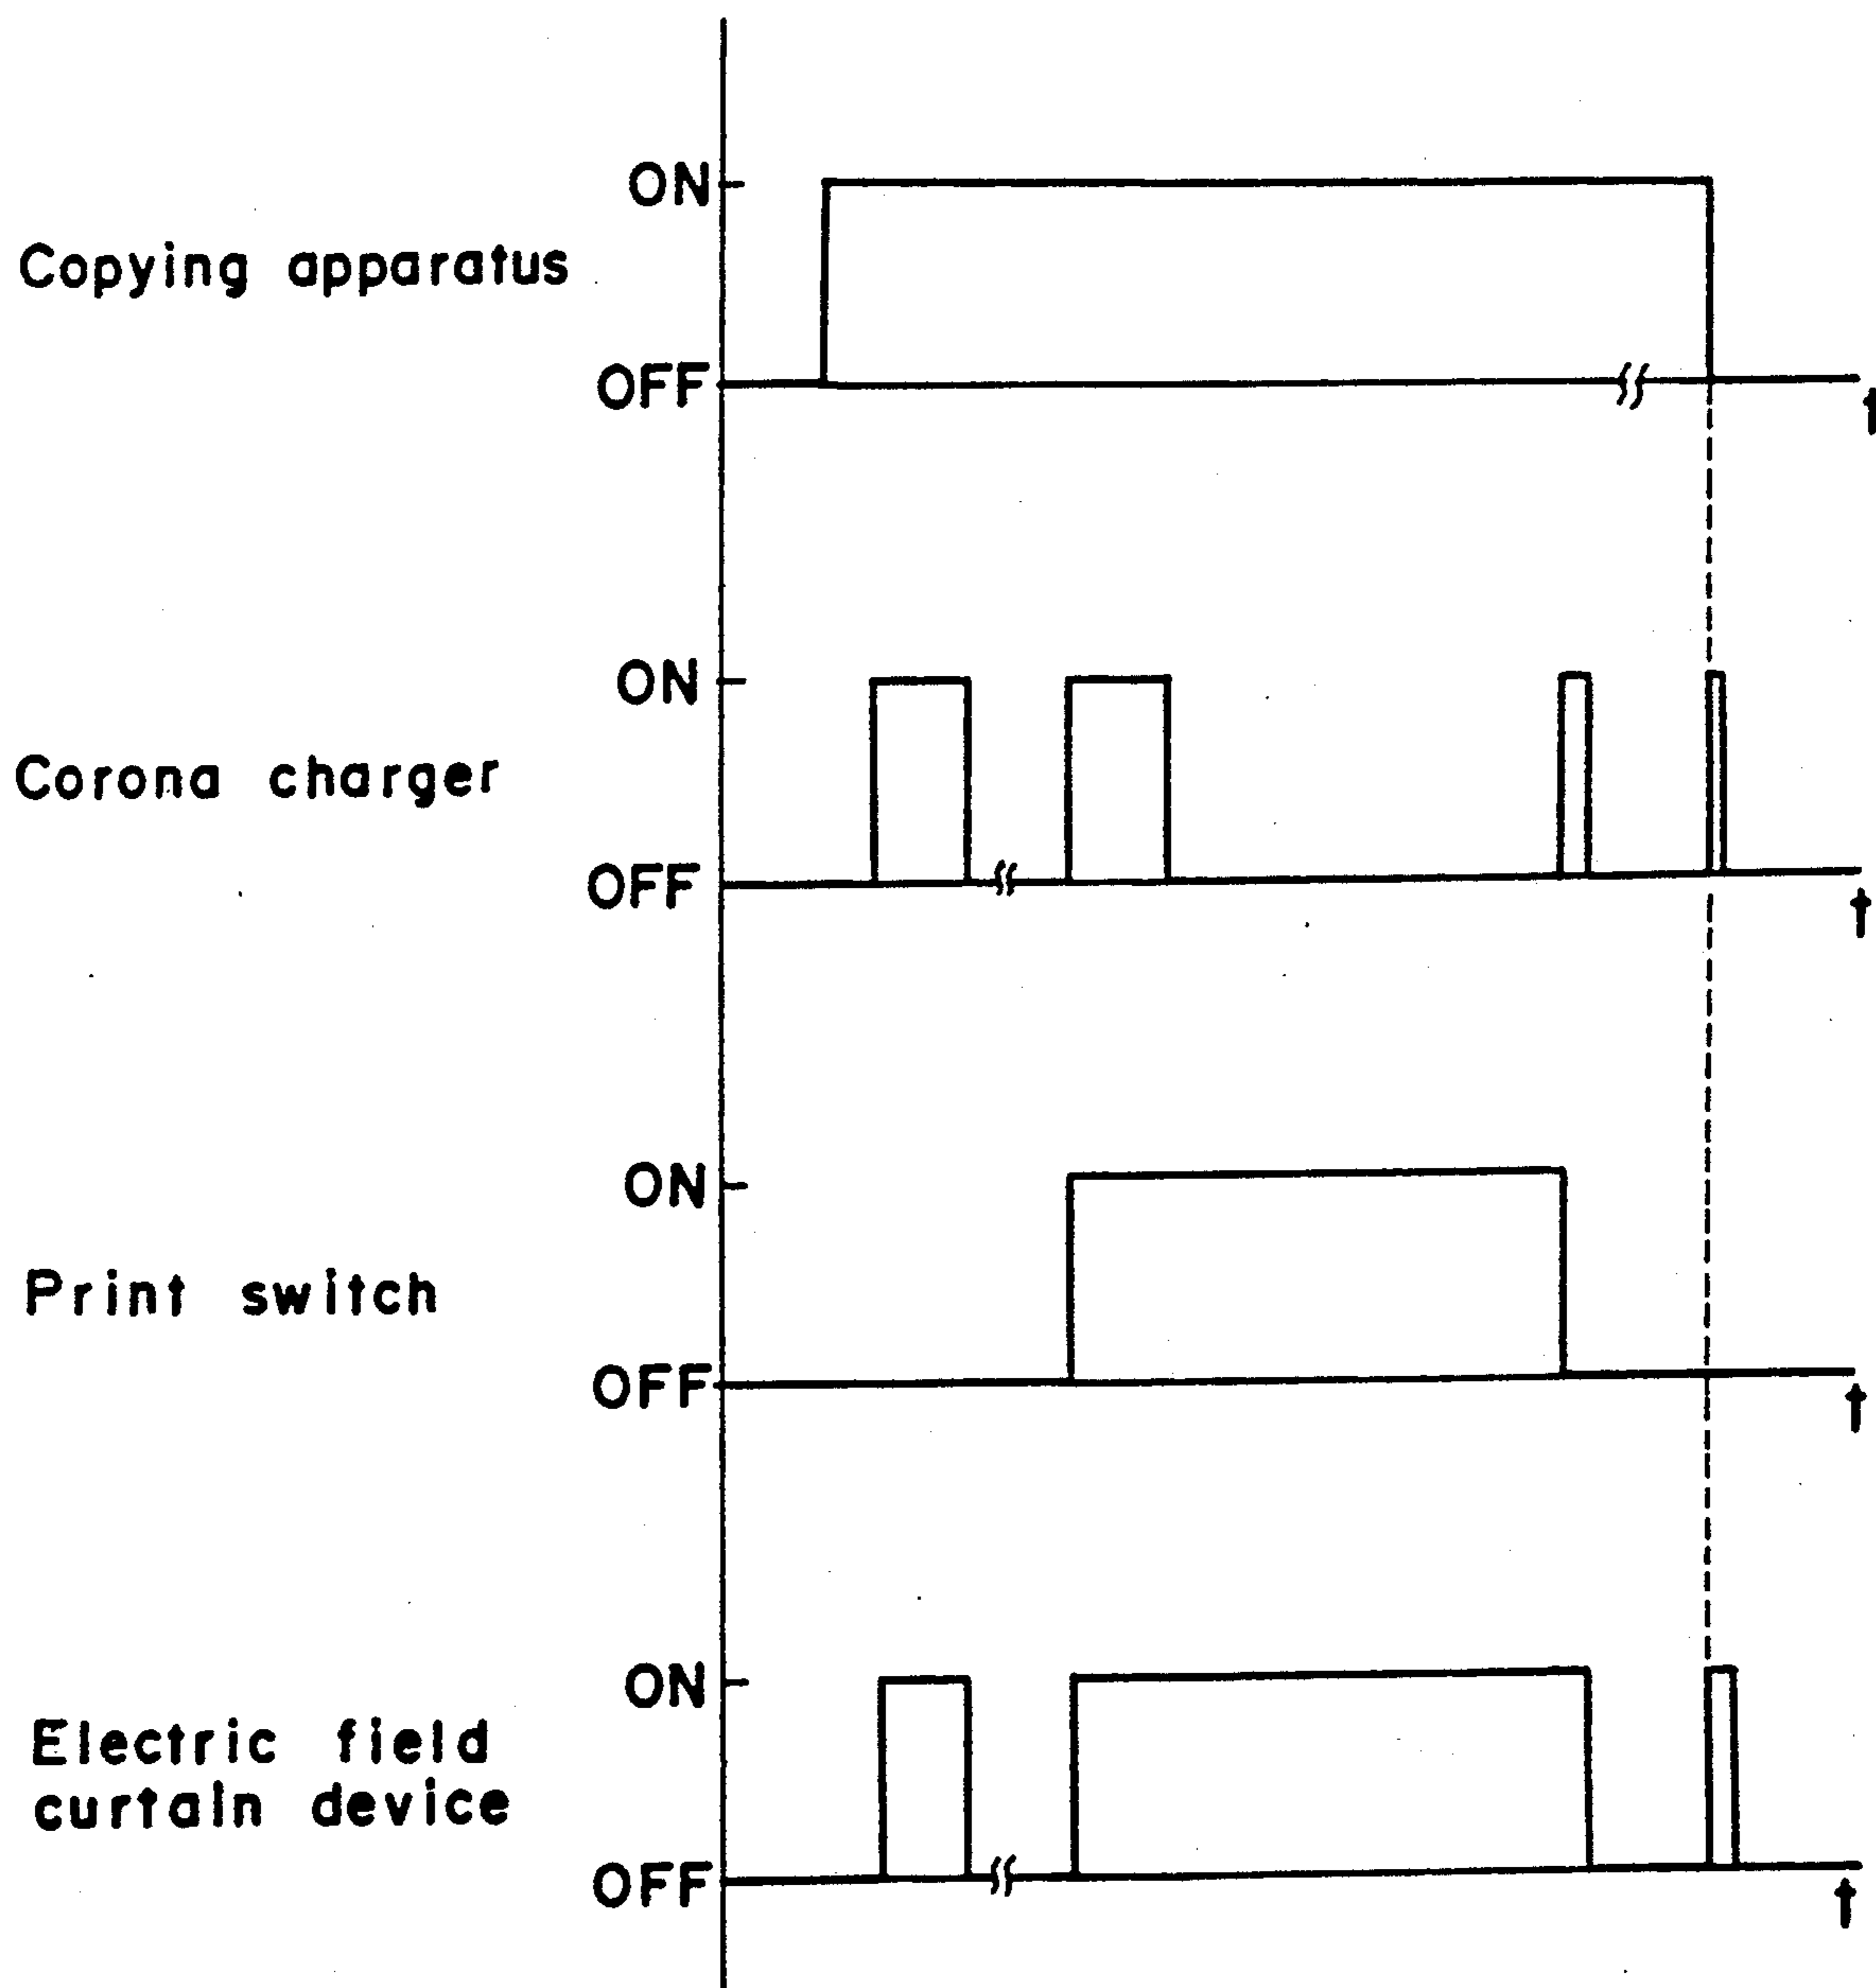 ON
Copying apparatus
OFF
t
ON
Corona charger
OFF
t
ON
Print switch
OFF
t
ON
Electric field
curtain device
OFF
t